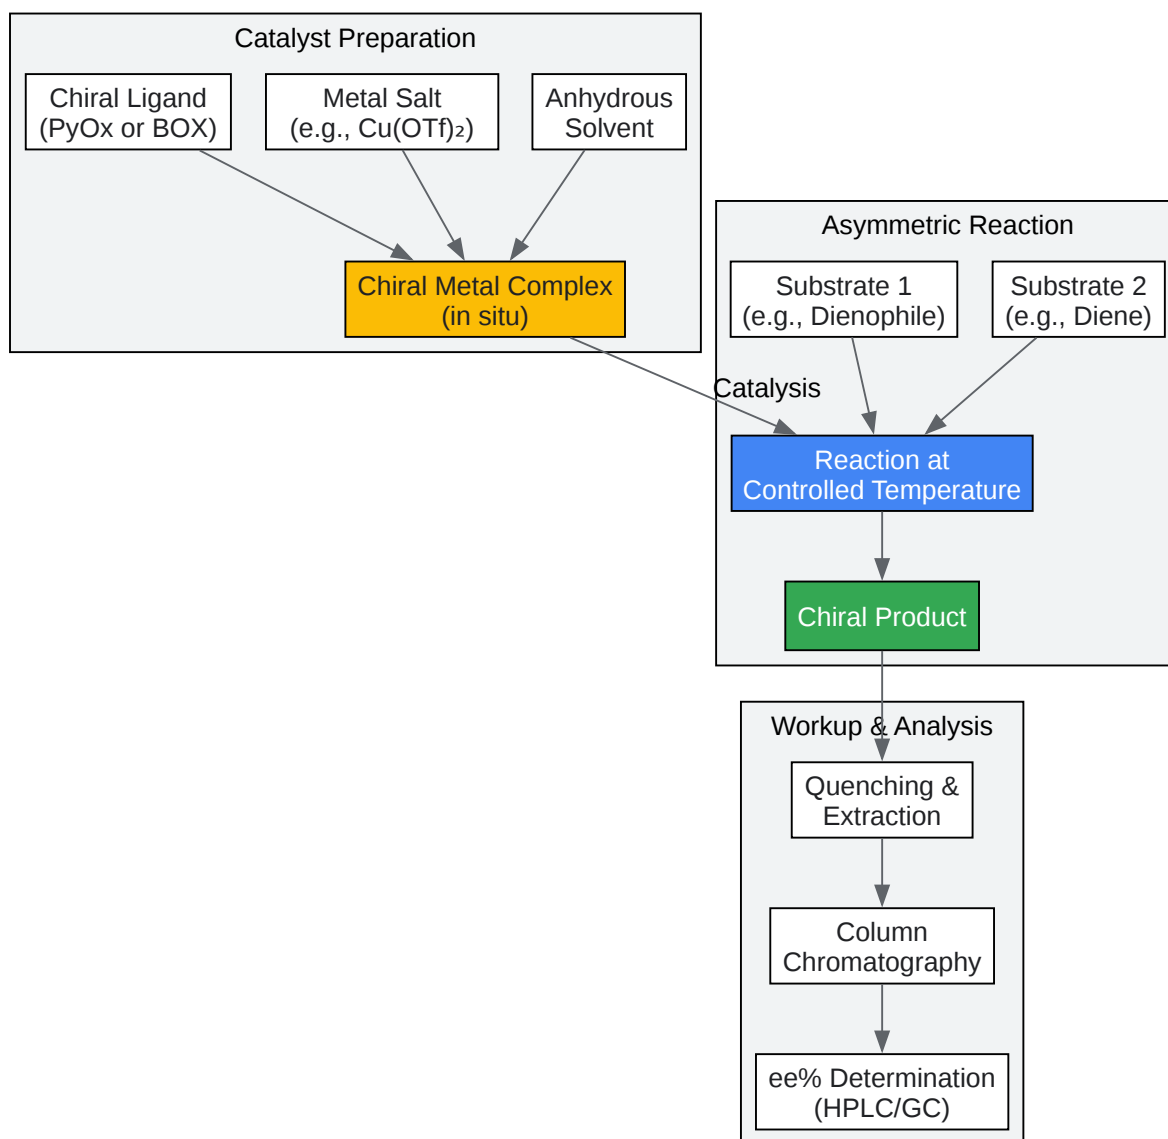 Catalyst Preparation
Chiral Ligand
(PyOx or BOX)
Metal Salt
(e.g., Cu(OTf)₂)
Anhydrous
Solvent
Chiral Metal Complex
(in situ)
Asymmetric Reaction
Substrate 1
(e.g., Dienophile)
Substrate 2
(e.g., Diene)
Catalysis
Reaction at
Controlled Temperature
Chiral Product
Workup & Analysis
Quenching &
Extraction
Column
Chromatography
ee% Determination
(HPLC/GC)